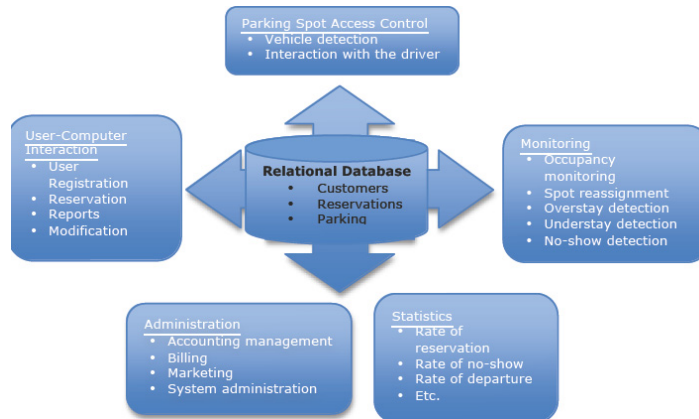 Parking Spot Access Control
• Vehicle detection
• Interaction with the driver
User-Computer
Interaction
• User
Registration
• Reservation
• Reports
• Modification
Relational Database
• Customers
• Reservations
• Parking
Monitoring
• Occupancy
monitoring
• Spot reassignment
• Overstay detection
• Understay detection
• No-show detection
Administration
• Accounting management
• Billing
• Marketing
• System administration
Statistics
• Rate of
reservation
• Rate of no-show
• Rate of departure
• Etc.